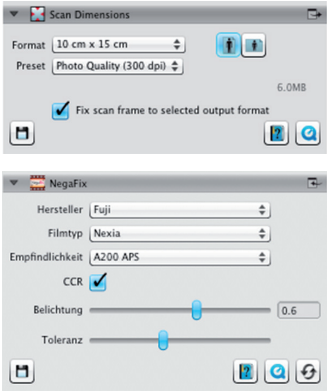 Scan Dimensions
Format 10 cm x 15 cm
Preset Photo Quality (300 dpi)
6.0MB
Fix scan frame to selected output format
NegaFix
Hersteller Fuji
Filmtyp Nexia
Empfindlichkeit A200 APS
CCR
Belichtung 0.6
Toleranz